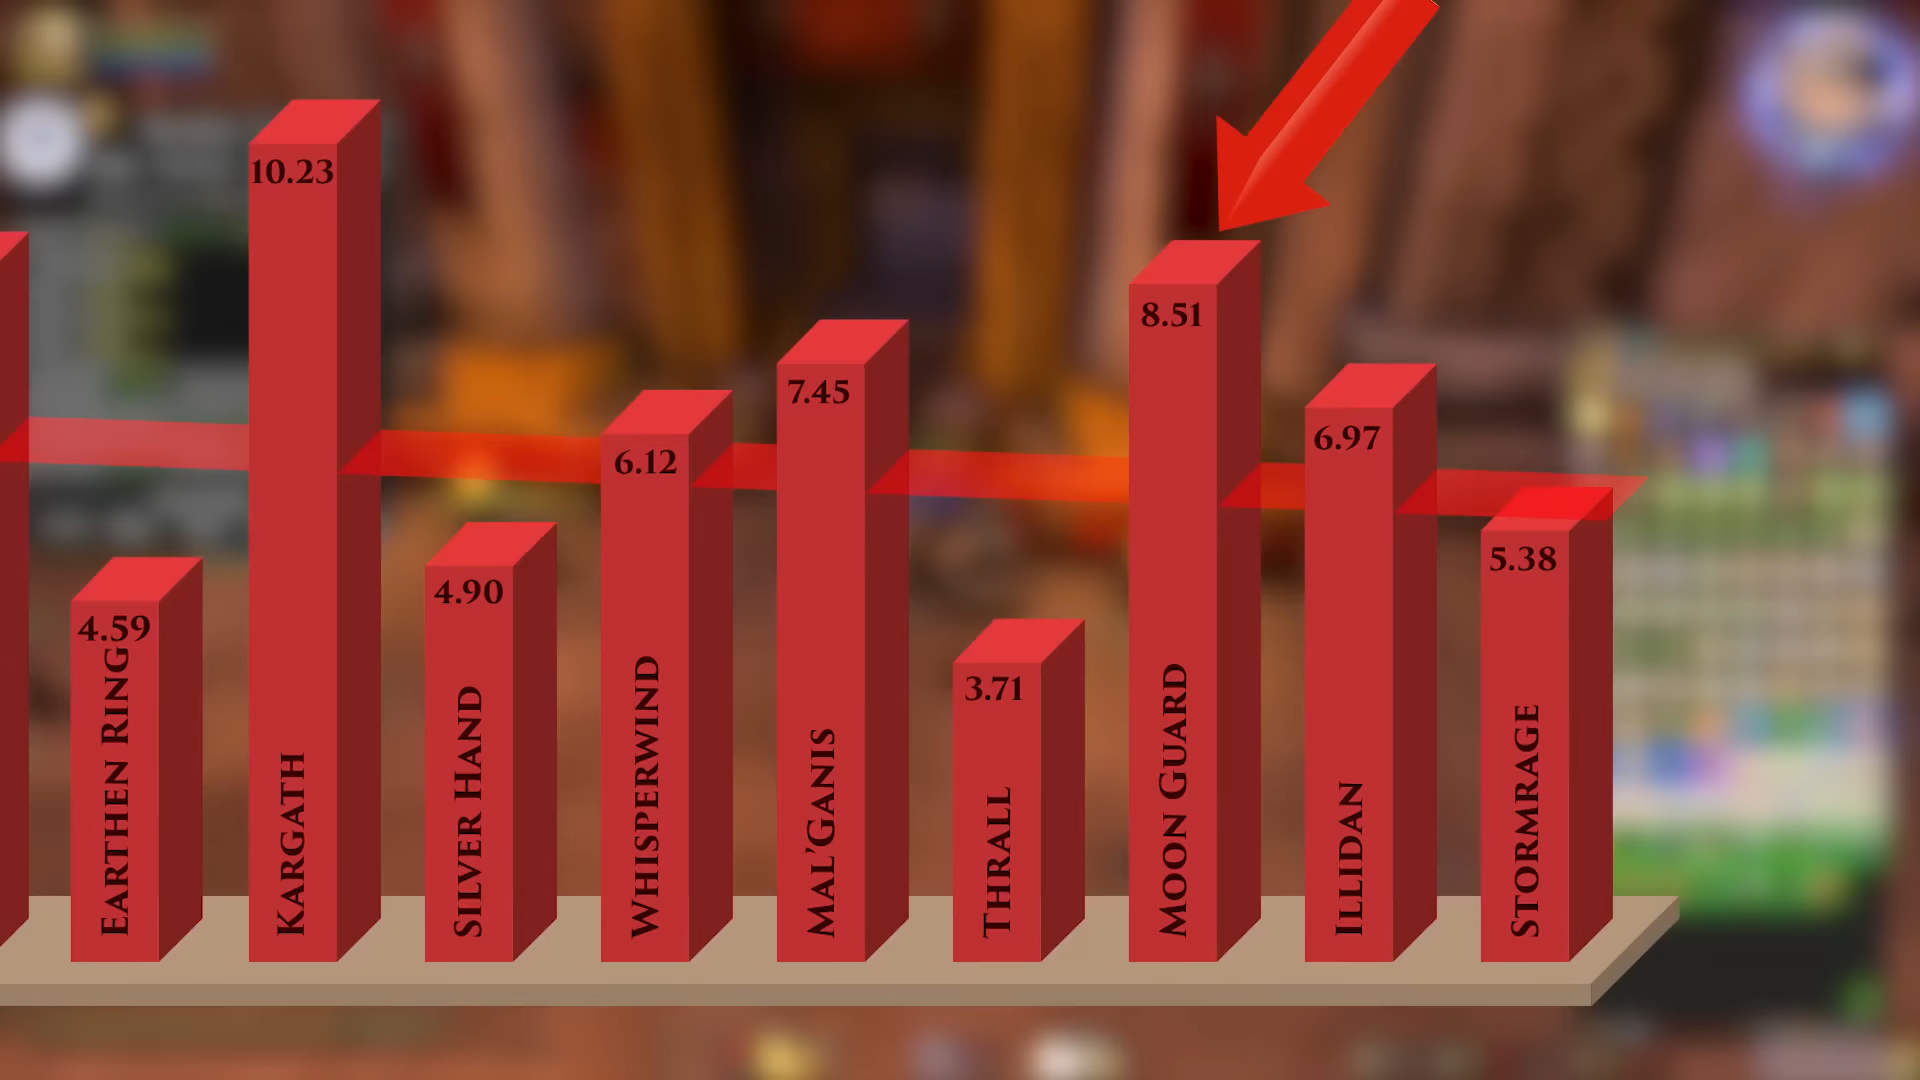 10.23
8.51
7.45
6.97
6.12
5.38
4.90
4.59
3.71
Earthen Ring
Kargath
Silver Hand
Whisperwind
Mal'Ganis
Thrall
Moon Guard
Illidan
Stormrage